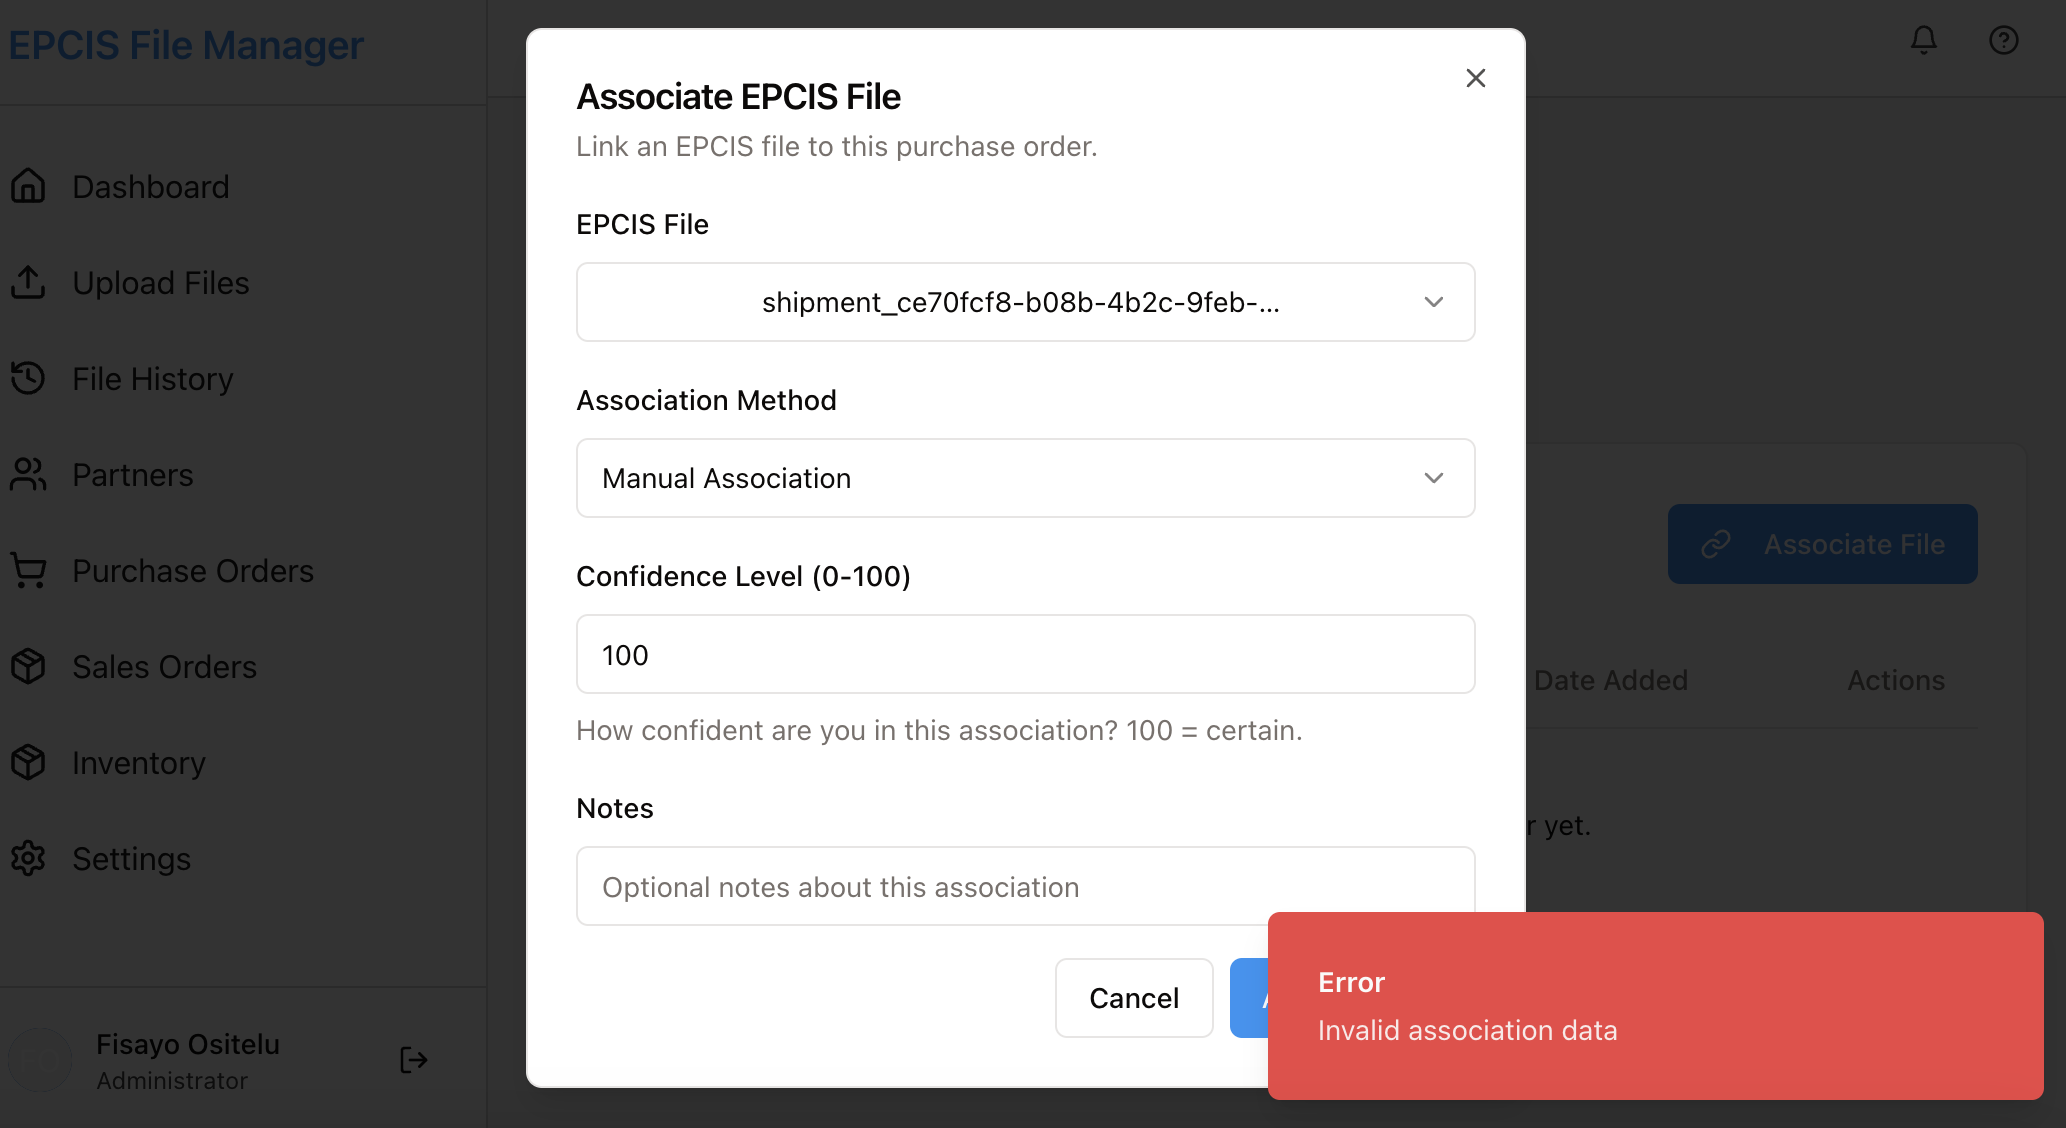 EPCIS File Manager
Dashboard
Upload Files
File History
Partners
Purchase Orders
Sales Orders
Inventory
Settings
Fisayo Ositelu
Administrator
Associate EPCIS File
Link an EPCIS file to this purchase order.
EPCIS File
shipment_ce70fcf8-b08b-4b2c-9feb-...
Association Method
Manual Association
Confidence Level (0-100)
100
How confident are you in this association? 100 = certain.
Notes
Optional notes about this association
Cancel
Associate File
Date Added Actions
yet.
Error
Invalid association data